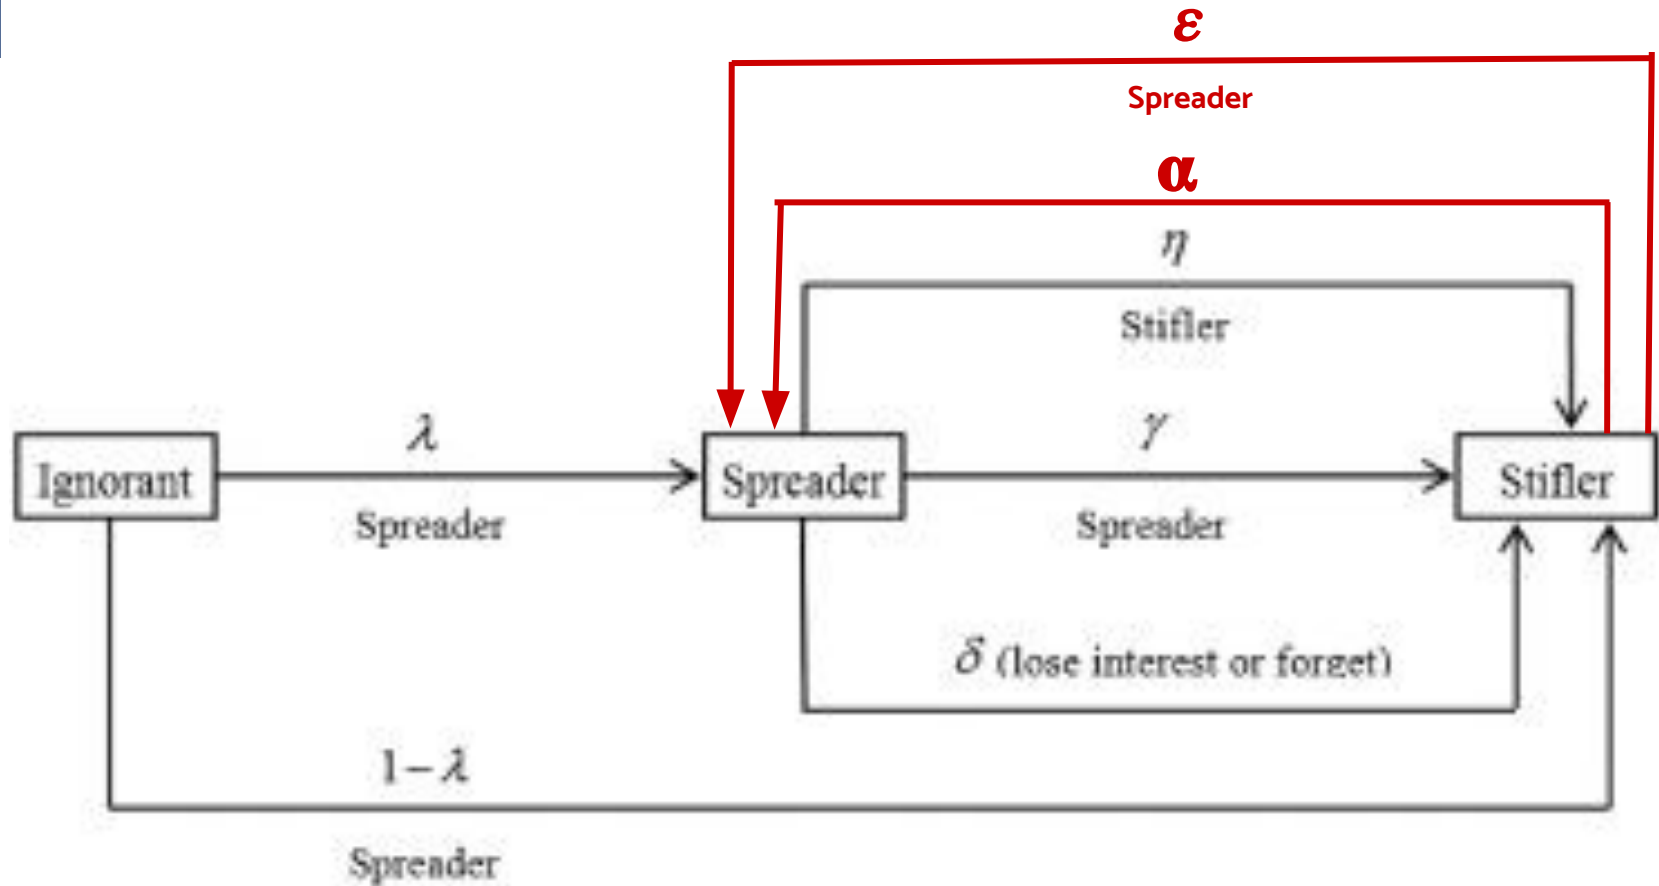 ε
Spreader
α
η
Stifler
λ
γ
Ignorant
Spreader
Stifler
Spreader
Spreader
δ (lose interest or forget)
1−λ
Spreader